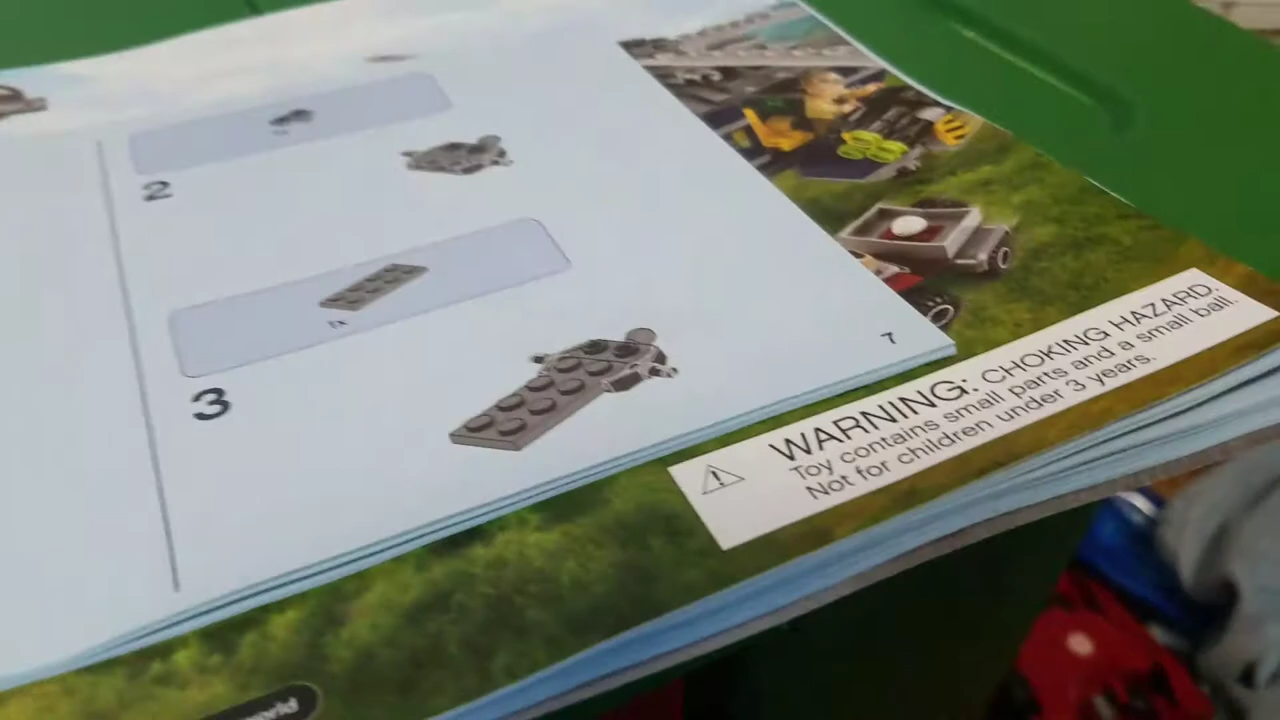 2
3
7
WARNING: CHOKING HAZARD.
Toy contains small parts and a small ball.
Not for children under 3 years.